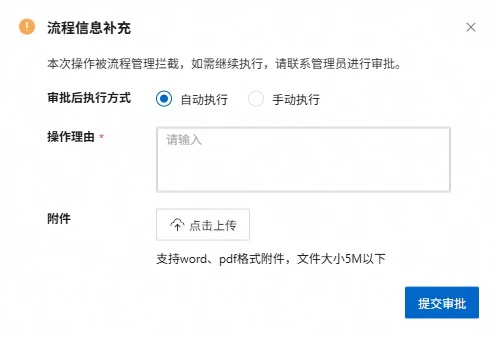 流程信息补充
本次操作被流程管理拦截，如需继续执行，请联系管理员进行审批。
审批后执行方式 自动执行 手动执行
操作理由 * 请输入
附件 点击上传
支持word、pdf格式附件，文件大小5M以下
提交审批